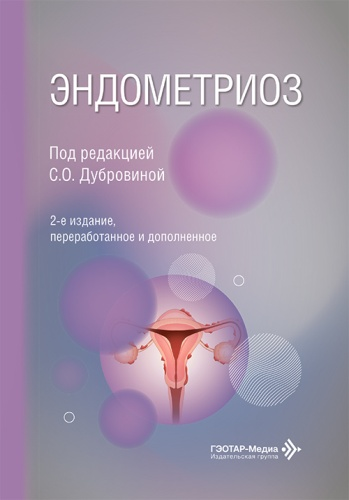 ЭНДОМЕТРИОЗ
Под редакцией
С.О. Дубровиной
2-е издание,
переработанное и дополненное
ГЭОТАР-Медиа
Издательская группа